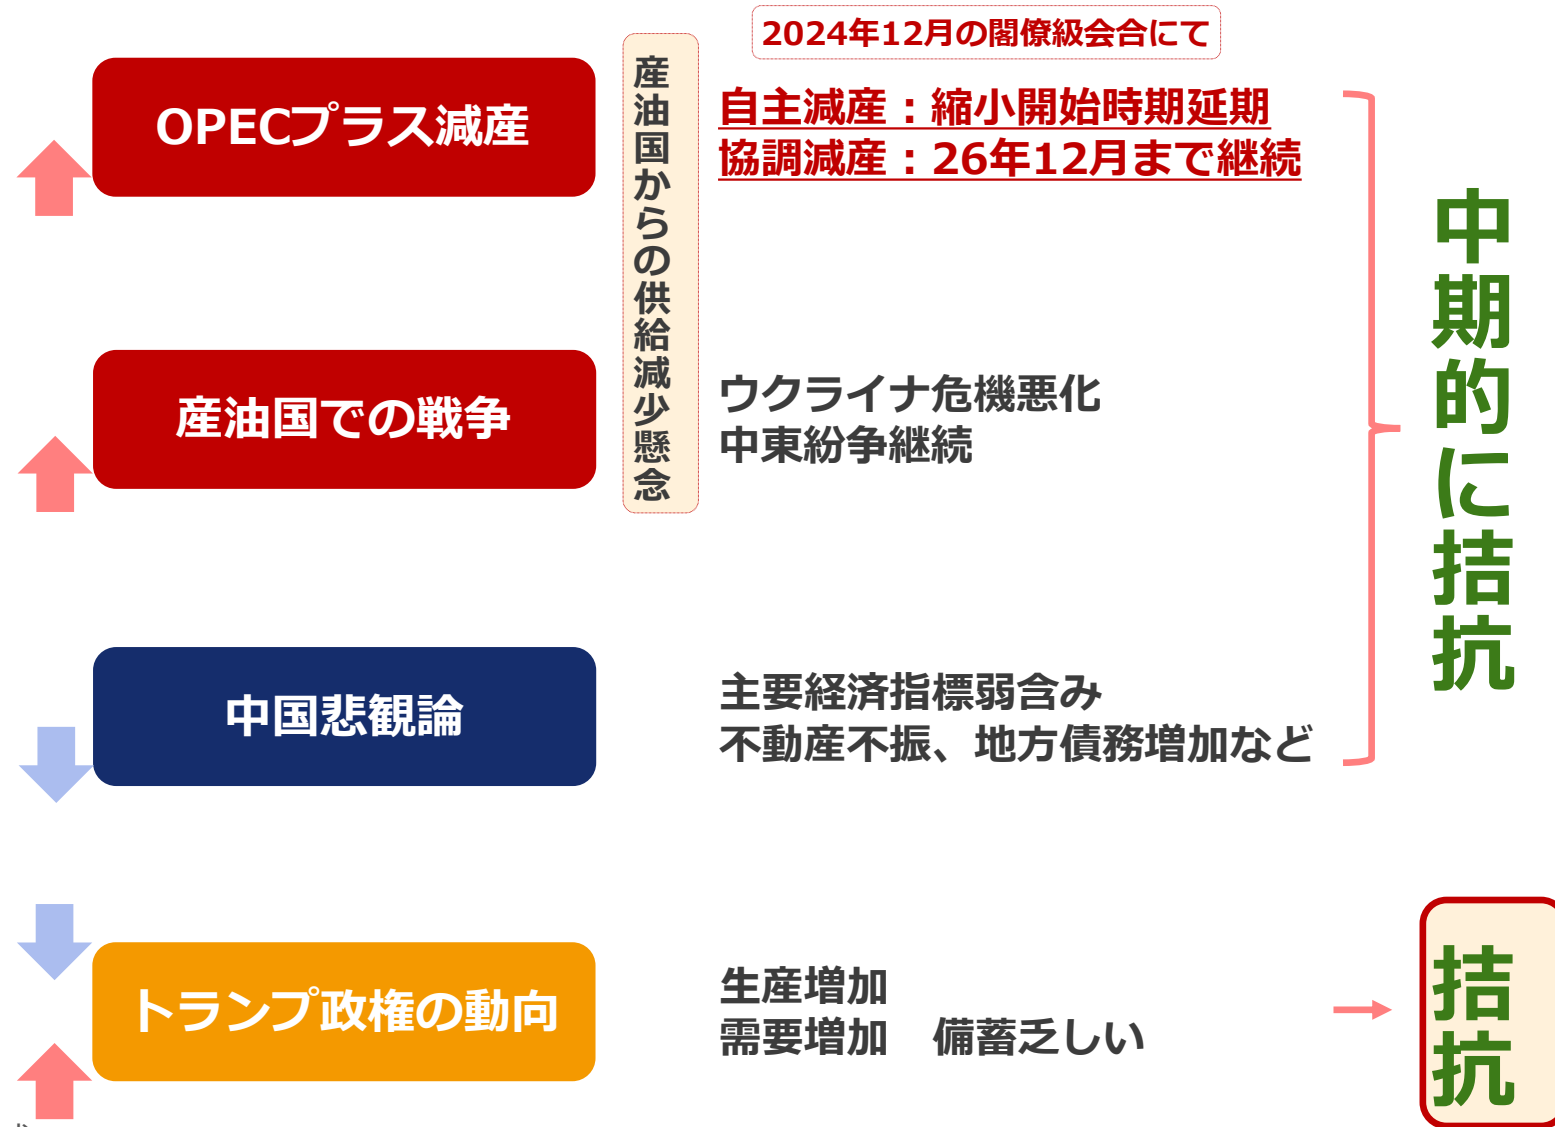 2024年12月の閣僚級会合にて
OPECプラス減産
産油国からの供給減少懸念
自主減産：縮小開始時期延期
協調減産：26年12月まで継続
産油国での戦争
ウクライナ危機悪化
中東紛争継続
中国悲観論
主要経済指標弱含み
不動産不振、地方債務増加など
中期的に拮抗
トランプ政権の動向
生産増加
需要増加　備蓄乏しい
拮抗